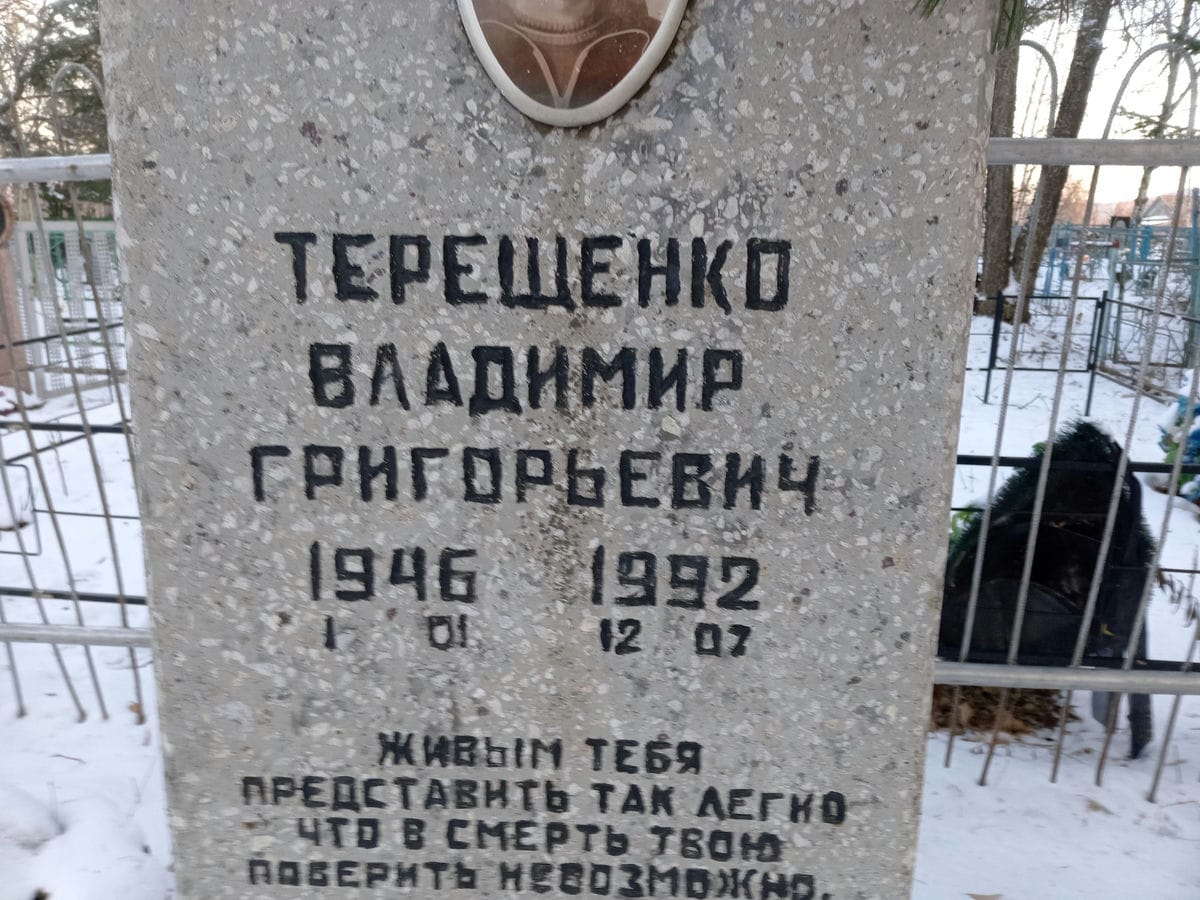 ТЕРЕЩЕНКО
ВЛАДИМИР
ГРИГОРЬЕВИЧ
1946 1992
1 01 12 07
ЖИВЫМ ТЕБЯ
ПРЕДСТАВИТЬ ТАК ЛЕГКО
ЧТО В СМЕРТЬ ТВОЮ
ПОВЕРИТЬ НЕВОЗМОЖНО.